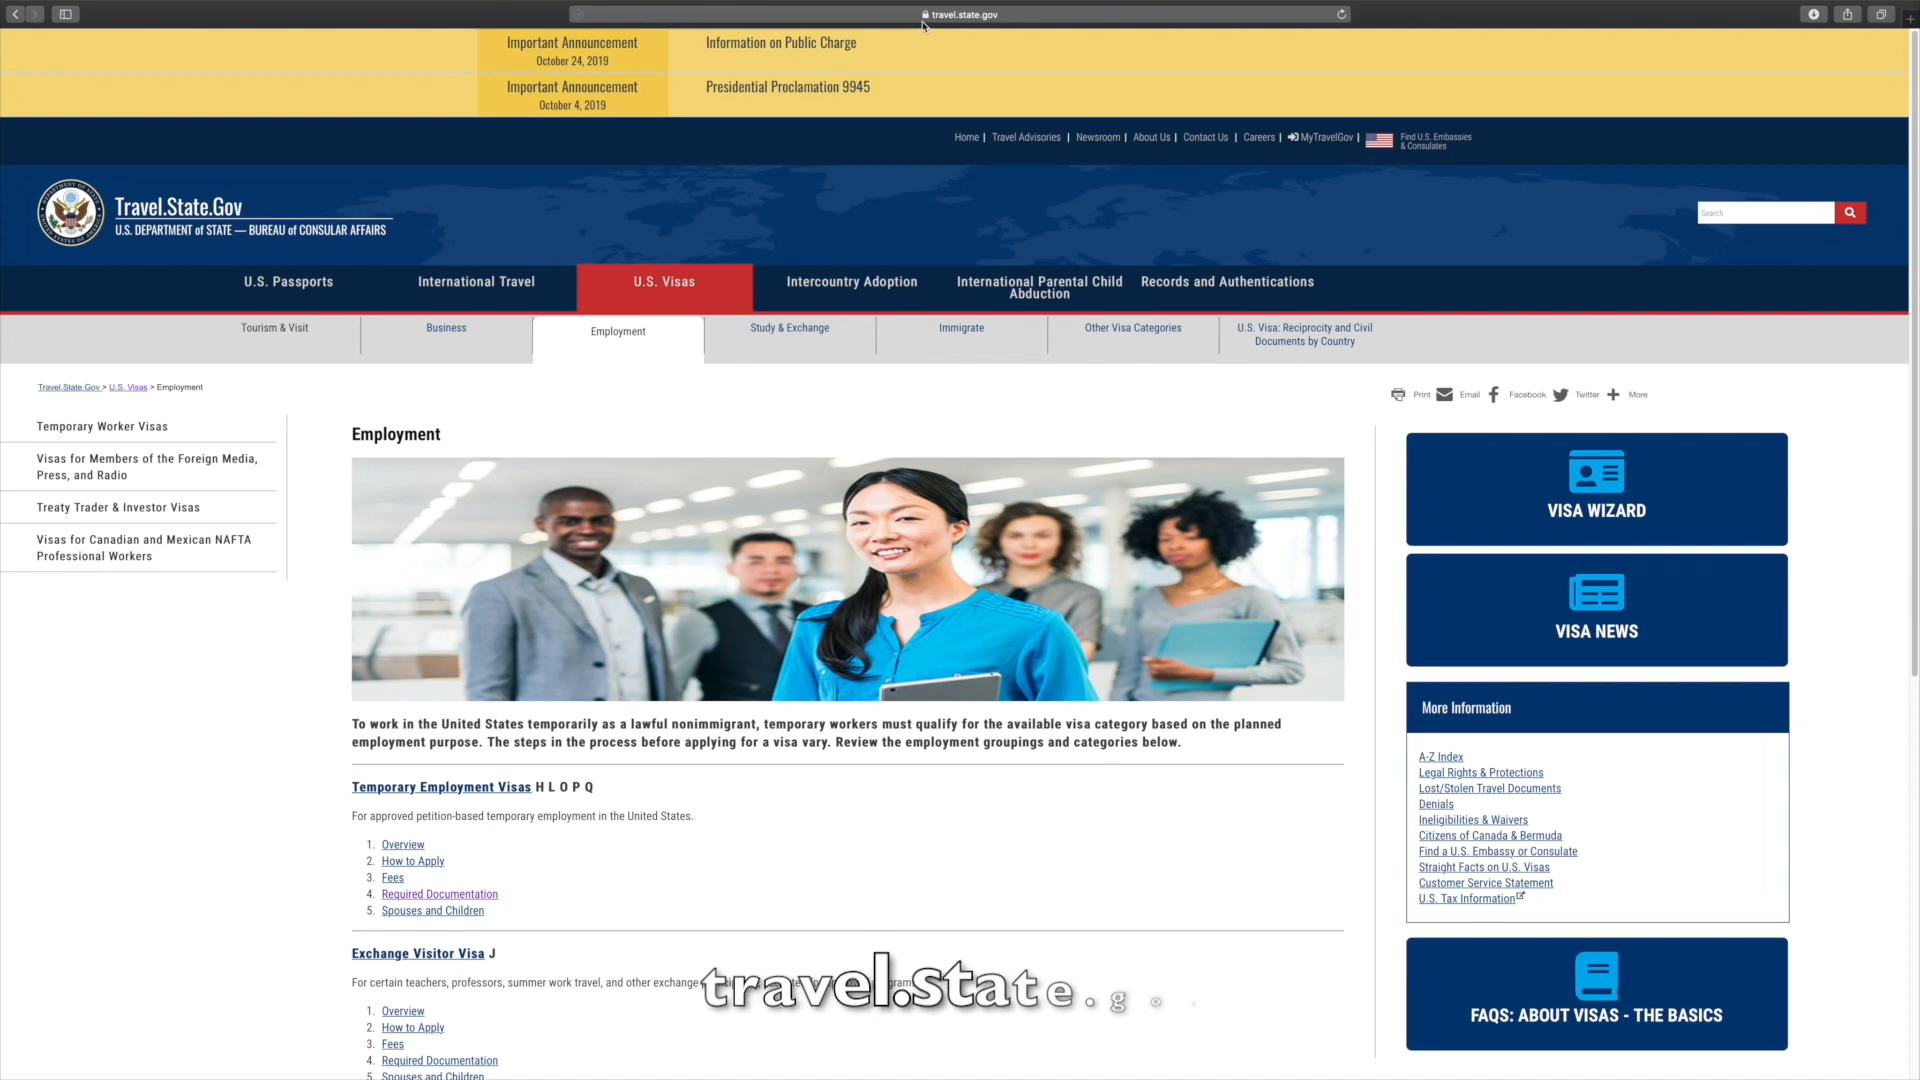 travel.state.gov
Important Announcement
October 24, 2019
Information on Public Charge
Important Announcement
October 4, 2019
Presidential Proclamation 9945
Home | Travel Advisories | Newsroom | About Us | Contact Us | Careers | MyTravelGov |
Find U.S. Embassies
& Consulates
Travel.State.Gov
U.S. DEPARTMENT of STATE — BUREAU of CONSULAR AFFAIRS
Search
U.S. Passports
International Travel
U.S. Visas
Intercountry Adoption
International Parental Child
Abduction
Records and Authentications
Tourism & Visit
Business
Employment
Study & Exchange
Immigrate
Other Visa Categories
U.S. Visa: Reciprocity and Civil
Documents by Country
Travel.State.Gov > U.S. Visas > Employment
Print Email Facebook Twitter More
Temporary Worker Visas
Visas for Members of the Foreign Media,
Press, and Radio
Treaty Trader & Investor Visas
Visas for Canadian and Mexican NAFTA
Professional Workers
Employment
To work in the United States temporarily as a lawful nonimmigrant, temporary workers must qualify for the available visa category based on the planned
employment purpose. The steps in the process before applying for a visa vary. Review the employment groupings and categories below.
Temporary Employment Visas H L O P Q
For approved petition-based temporary employment in the United States.
1. Overview
2. How to Apply
3. Fees
4. Required Documentation
5. Spouses and Children
Exchange Visitor Visa J
For certain teachers, professors, summer work travel, and other exchange
travel.state.go
1. Overview
2. How to Apply
3. Fees
4. Required Documentation
5. Spouses and Children
VISA WIZARD
VISA NEWS
More Information
A-Z Index
Legal Rights & Protections
Lost/Stolen Travel Documents
Denials
Ineligibilities & Waivers
Citizens of Canada & Bermuda
Find a U.S. Embassy or Consulate
Straight Facts on U.S. Visas
Customer Service Statement
U.S. Tax Information
FAQS: ABOUT VISAS - THE BASICS